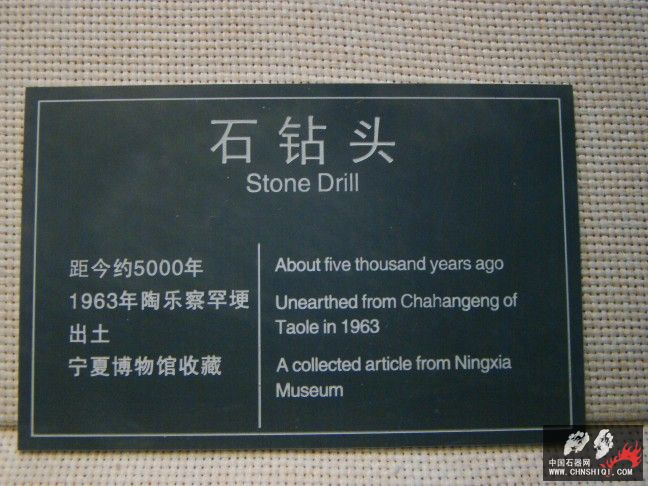 石钻头
Stone Drill
距今约5000年
1963年陶乐察罕埂
出土
宁夏博物馆收藏
About five thousand years ago
Unearthed from Chahangeng of
Taole in 1963
A collected article from Ningxia
Museum
中国石器网
WWW.CHNSHIQI.COM